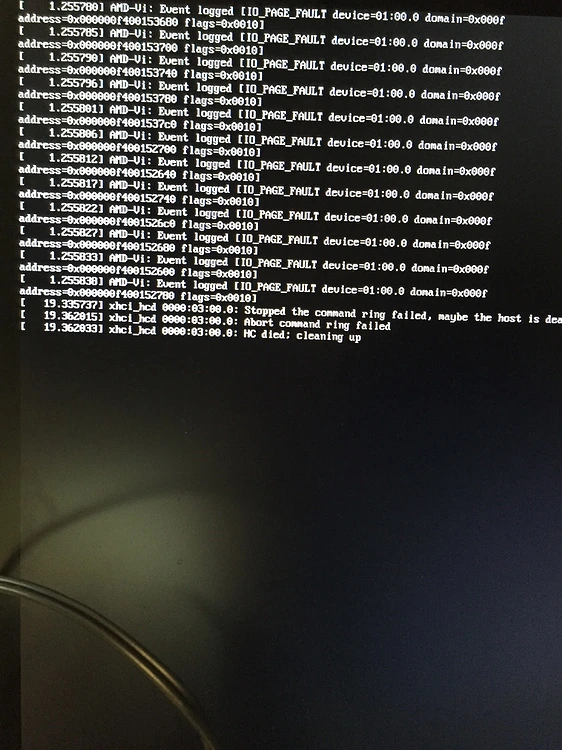 [    1.255780] AMD-Vi: Event logged [IO_PAGE_FAULT device=01:00.0 domain=0x000f
address=0x000000f400153680 flags=0x0010]
[    1.255785] AMD-Vi: Event logged [IO_PAGE_FAULT device=01:00.0 domain=0x000f
address=0x000000f400153700 flags=0x0010]
[    1.255790] AMD-Vi: Event logged [IO_PAGE_FAULT device=01:00.0 domain=0x000f
address=0x000000f400153740 flags=0x0010]
[    1.255796] AMD-Vi: Event logged [IO_PAGE_FAULT device=01:00.0 domain=0x000f
address=0x000000f400153780 flags=0x0010]
[    1.255801] AMD-Vi: Event logged [IO_PAGE_FAULT device=01:00.0 domain=0x000f
address=0x000000f4001537c0 flags=0x0010]
[    1.255806] AMD-Vi: Event logged [IO_PAGE_FAULT device=01:00.0 domain=0x000f
address=0x000000f400152700 flags=0x0010]
[    1.255812] AMD-Vi: Event logged [IO_PAGE_FAULT device=01:00.0 domain=0x000f
address=0x000000f400152640 flags=0x0010]
[    1.255817] AMD-Vi: Event logged [IO_PAGE_FAULT device=01:00.0 domain=0x000f
address=0x000000f400152740 flags=0x0010]
[    1.255822] AMD-Vi: Event logged [IO_PAGE_FAULT device=01:00.0 domain=0x000f
address=0x000000f4001526c0 flags=0x0010]
[    1.255827] AMD-Vi: Event logged [IO_PAGE_FAULT device=01:00.0 domain=0x000f
address=0x000000f400152680 flags=0x0010]
[    1.255833] AMD-Vi: Event logged [IO_PAGE_FAULT device=01:00.0 domain=0x000f
address=0x000000f400152600 flags=0x0010]
[    1.255838] AMD-Vi: Event logged [IO_PAGE_FAULT device=01:00.0 domain=0x000f
address=0x000000f400152780 flags=0x0010]
[   19.335737] xhci_hcd 0000:03:00.0: Stopped the command ring failed, maybe the host is dea
[   19.362015] xhci_hcd 0000:03:00.0: Abort command ring failed
[   19.362033] xhci_hcd 0000:03:00.0: HC died; cleaning up